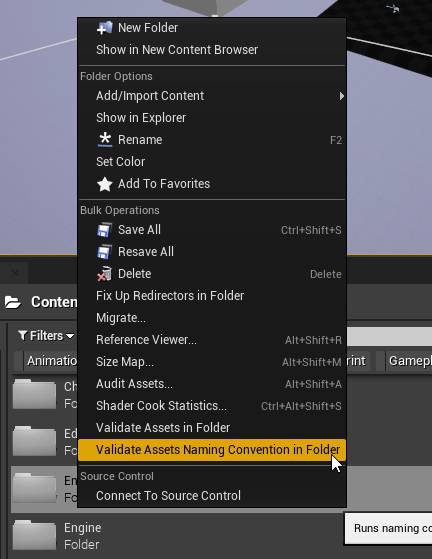 New Folder
Show in New Content Browser
Folder Options
Add/Import Content
Show in Explorer
Rename F2
Set Color
Add To Favorites
Bulk Operations
Save All Ctrl+Shift+S
Resave All
Delete Delete
Fix Up Redirectors in Folder
Migrate...
Reference Viewer... Alt+Shift+R
Size Map... Alt+Shift+M
Audit Assets... Alt+Shift+A
Shader Cook Statistics... Ctrl+Alt+Shift+S
Validate Assets in Folder
Validate Assets Naming Convention in Folder
Source Control
Connect To Source Control
Conten
Filters
Animatio
rint
Gamepl
Ch
Fo
Ed
Fo
En
Fo
Engine
Folder
Runs naming co